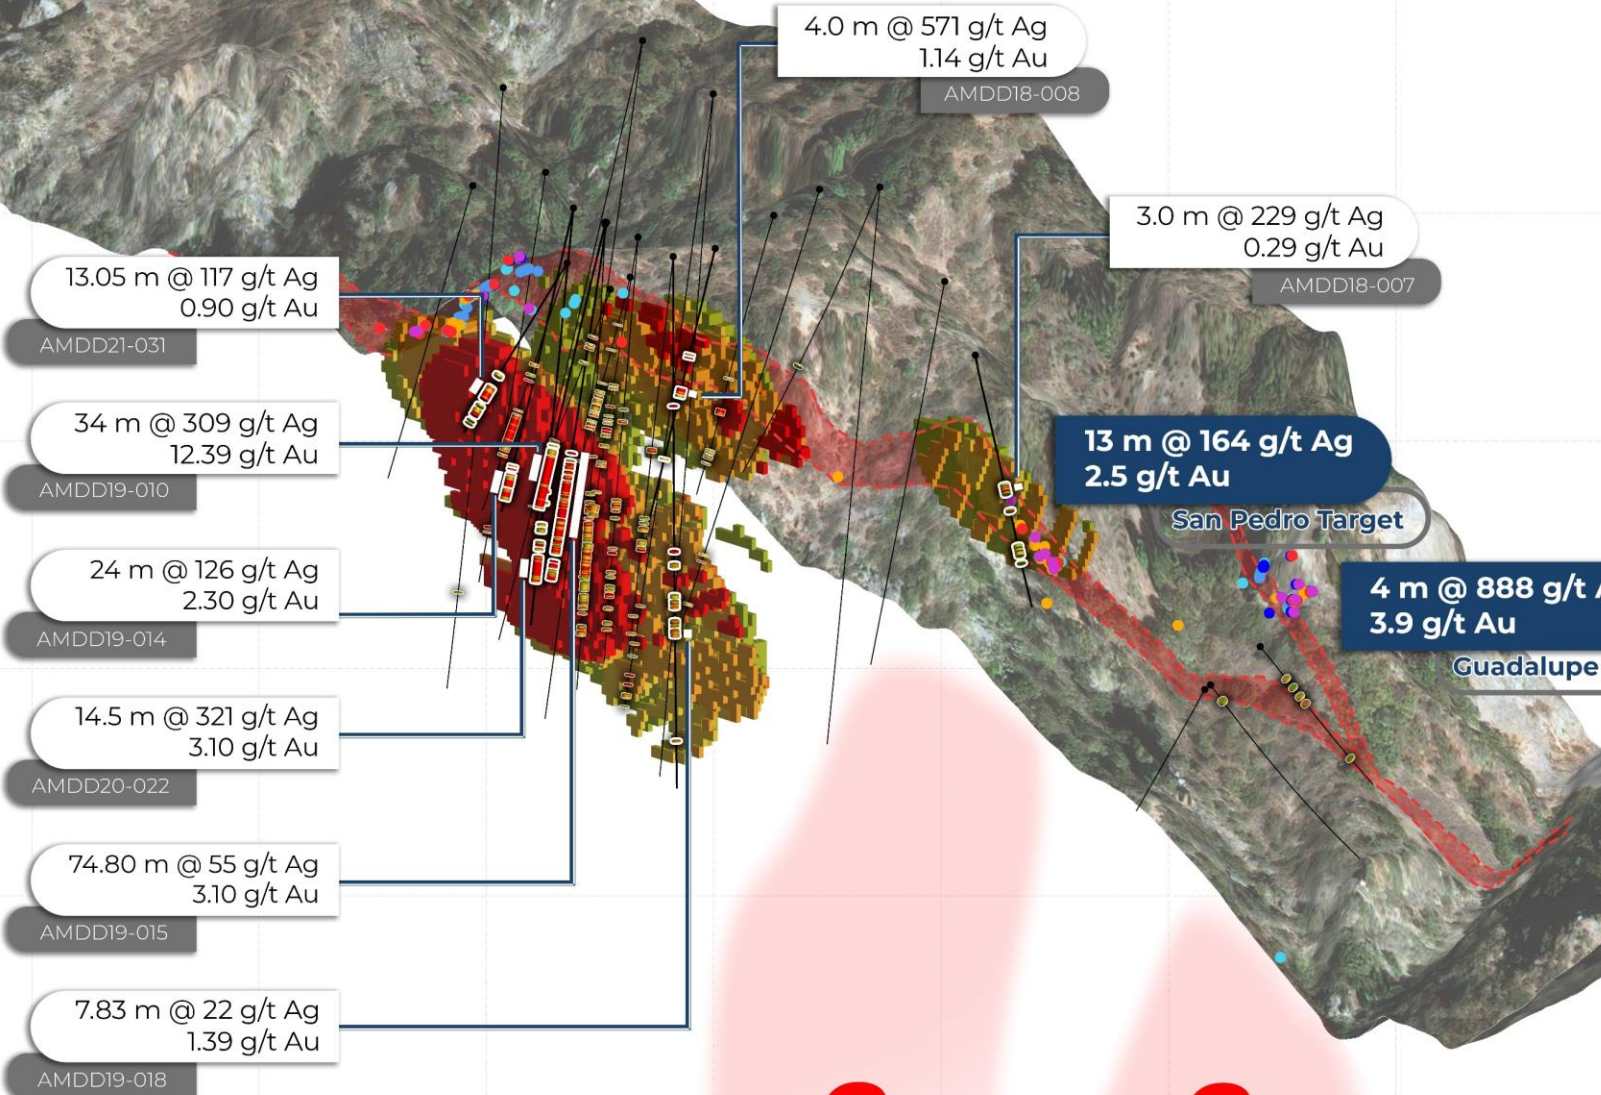 4.0 m @ 571 g/t Ag
1.14 g/t Au
AMDD18-008
3.0 m @ 229 g/t Ag
0.29 g/t Au
AMDD18-007
13.05 m @ 117 g/t Ag
0.90 g/t Au
AMDD21-031
34 m @ 309 g/t Ag
12.39 g/t Au
AMDD19-010
13 m @ 164 g/t Ag
2.5 g/t Au
San Pedro Target
24 m @ 126 g/t Ag
2.30 g/t Au
AMDD19-014
4 m @ 888 g/t
3.9 g/t Au
Guadalupe
14.5 m @ 321 g/t Ag
3.10 g/t Au
AMDD20-022
74.80 m @ 55 g/t Ag
3.10 g/t Au
AMDD19-015
7.83 m @ 22 g/t Ag
1.39 g/t Au
AMDD19-018